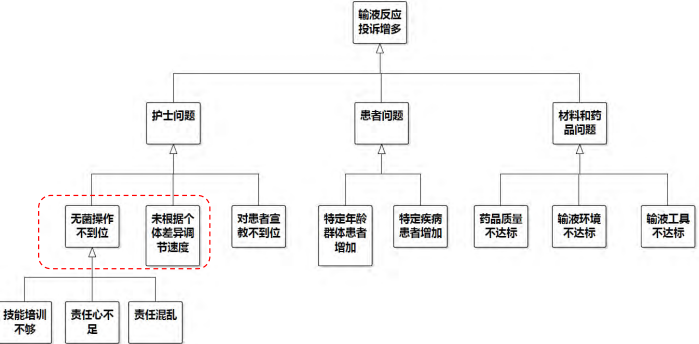 输液反应
投诉增多
护士问题
患者问题
材料和药
品问题
无菌操作
不到位
未根据个
体差异调
节速度
对患者宣
教不到位
特定年龄
群体患者
增加
特定疾病
患者增加
药品质量
不达标
输液环境
不达标
输液工具
不达标
技能培训
不够
责任心不
足
责任混乱